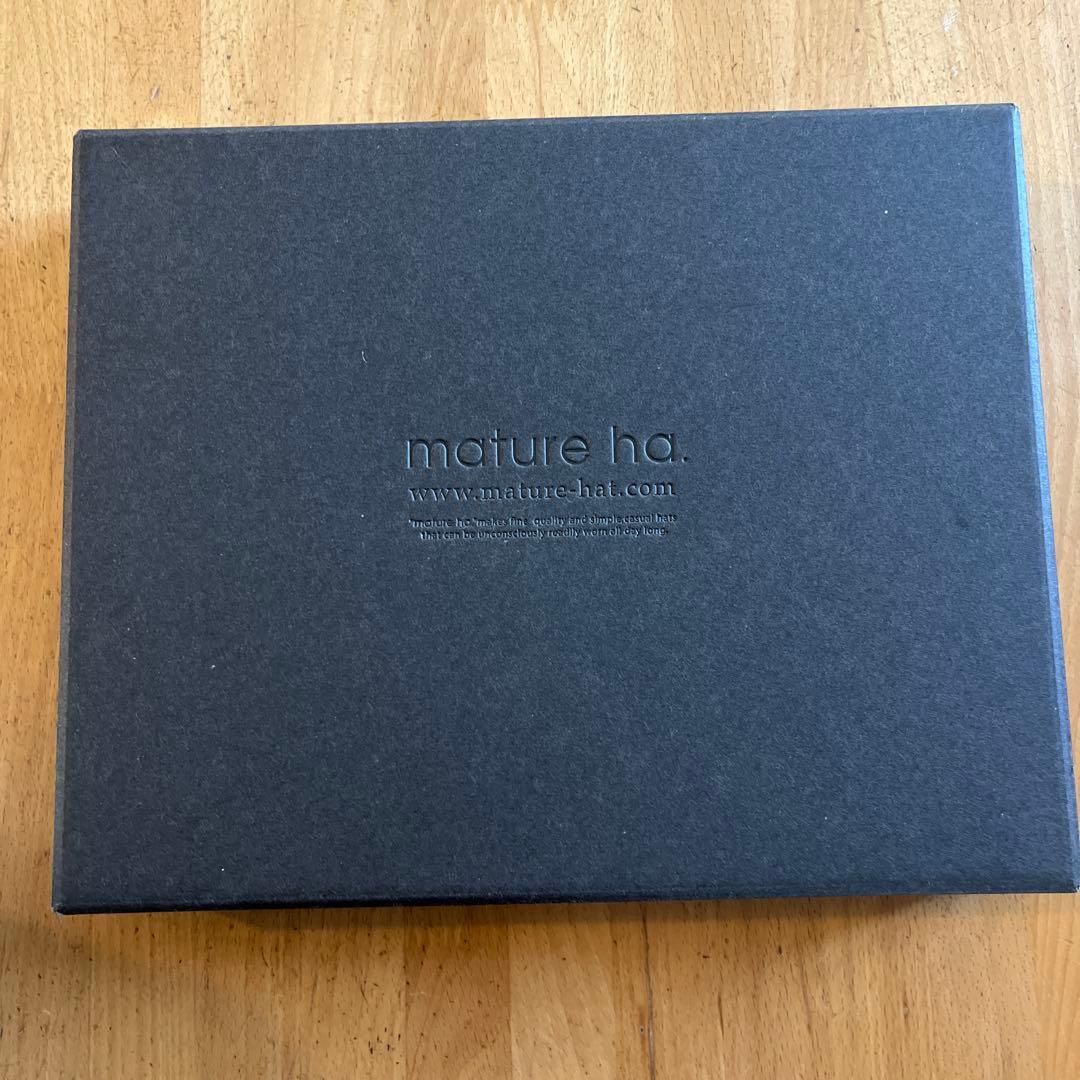 mature ha.
www.mature-hat.com
"mature ha "makes fine quality and simple casual hats
that can be unconsciously readily worn all day long.